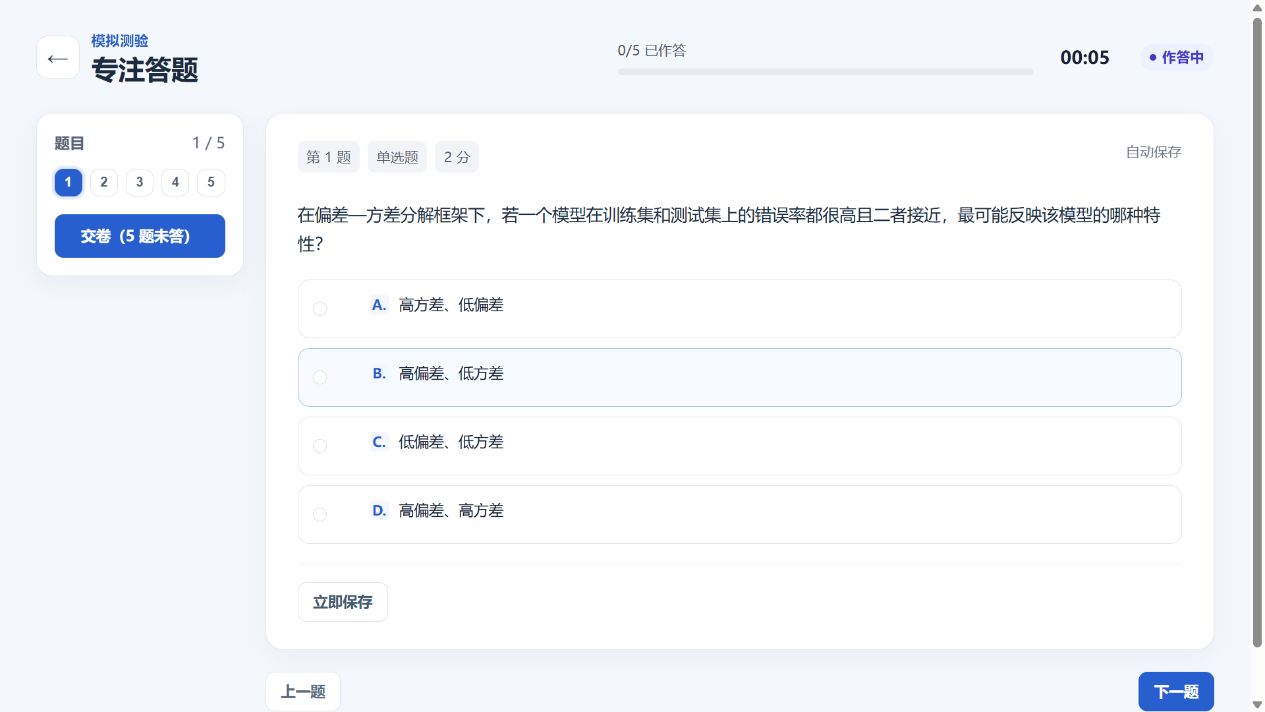 ←
模拟测验
专注答题
0/5 已作答
00:05
作答中
题目
1 / 5
1
2
3
4
5
交卷（5 题未答）
第 1 题
单选题
2 分
自动保存
在偏差—方差分解框架下，若一个模型在训练集和测试集上的错误率都很高且二者接近，最可能反映该模型的哪种特
性？
A. 高方差、低偏差
B. 高偏差、低方差
C. 低偏差、低方差
D. 高偏差、高方差
立即保存
上一题
下一题